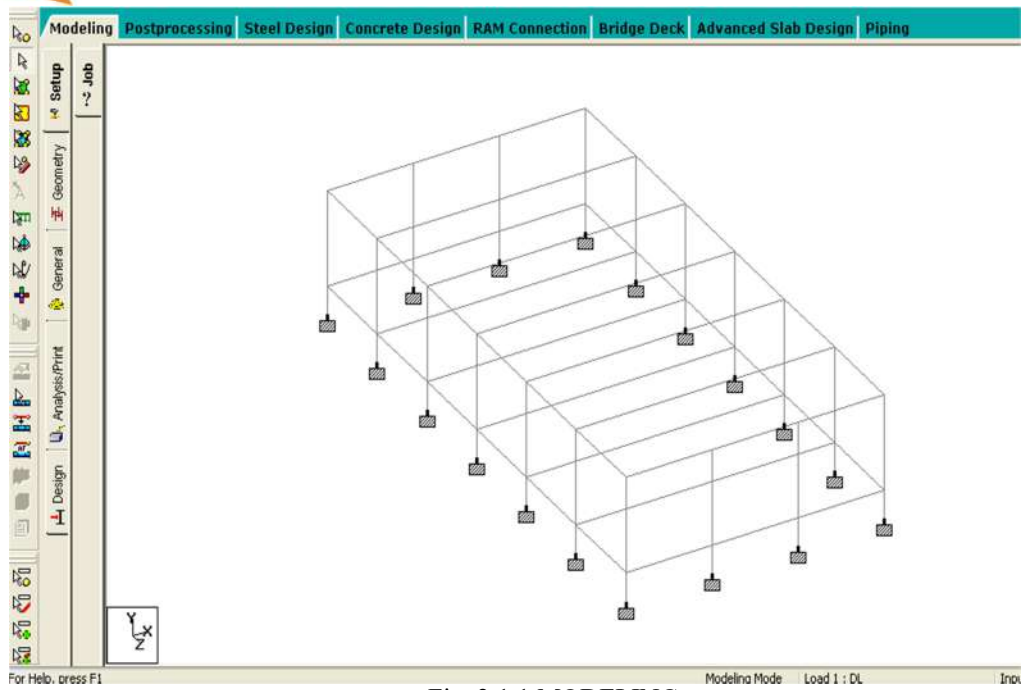 Modeling Postprocessing Steel Design Concrete Design RAM Connection Bridge Deck Advanced Slab Design Piping
Setup
Geometry
General
Analysis/Print
Design
? Job
Y
X
Z
For Help, press F1
Modeling Mode
Load 1 : DL